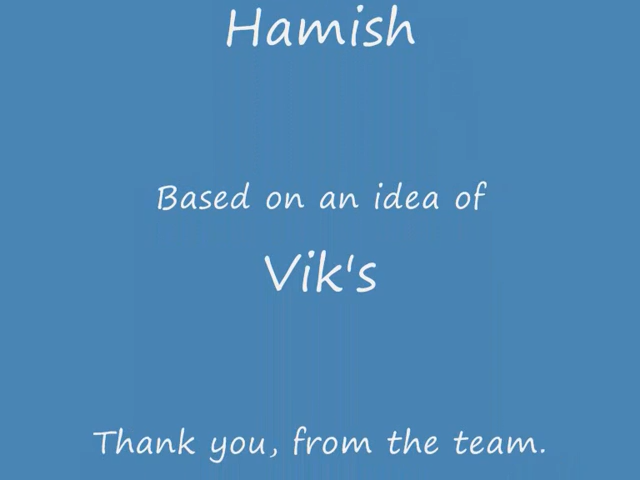 Hamish
Based on an idea of
Vik's
Thank you, from the team.